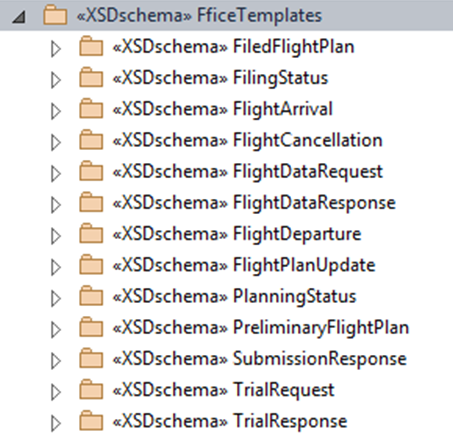 «XSDschema» FficeTemplates
«XSDschema» FiledFlightPlan
«XSDschema» FilingStatus
«XSDschema» FlightArrival
«XSDschema» FlightCancellation
«XSDschema» FlightDataRequest
«XSDschema» FlightDataResponse
«XSDschema» FlightDeparture
«XSDschema» FlightPlanUpdate
«XSDschema» PlanningStatus
«XSDschema» PreliminaryFlightPlan
«XSDschema» SubmissionResponse
«XSDschema» TrialRequest
«XSDschema» TrialResponse